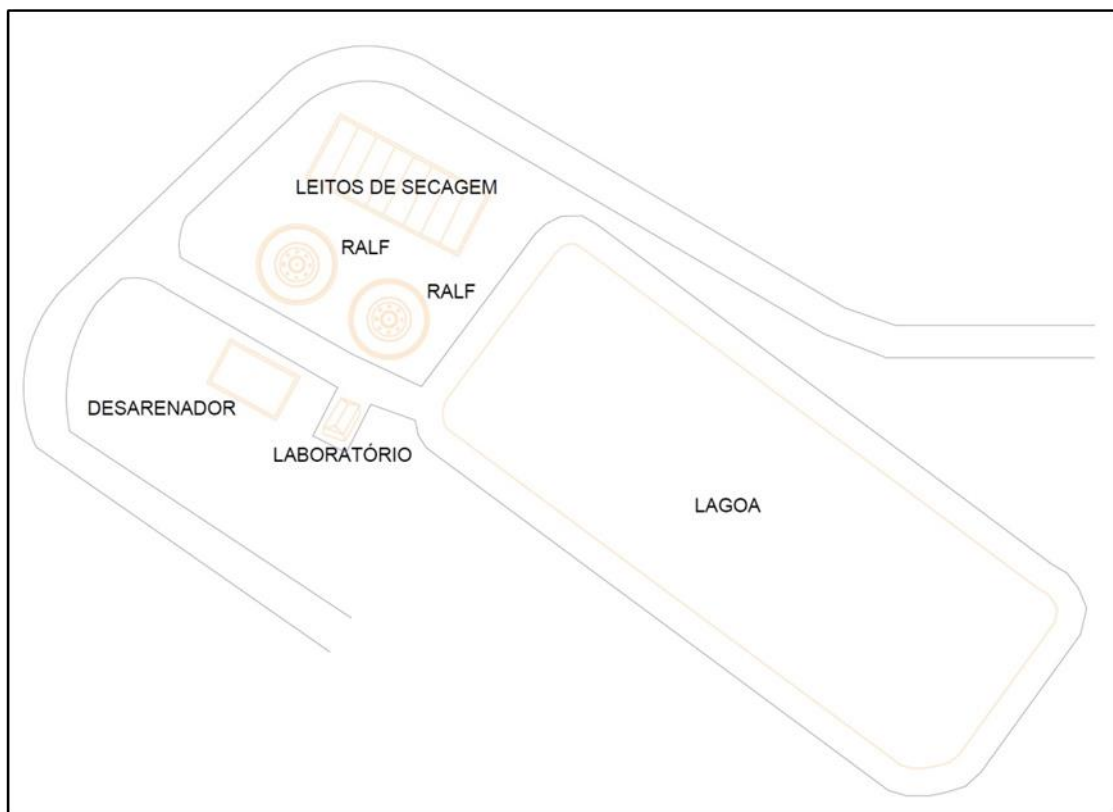 LEITOS DE SECAGEM
RALF
RALF
DESARENADOR
LABORATÓRIO
LAGOA